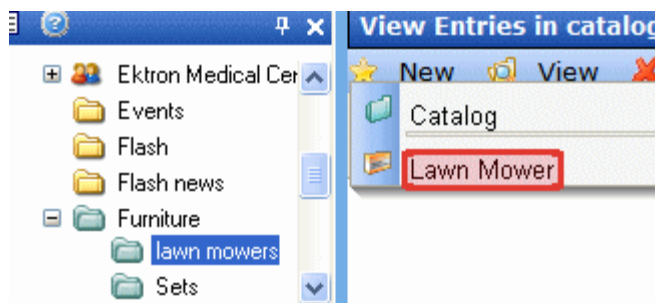 Ektron Medical Cer
Events
Flash
Flash news
Furniture
lawn mowers
Sets
View Entries in catalog
New View
Catalog
Lawn Mower